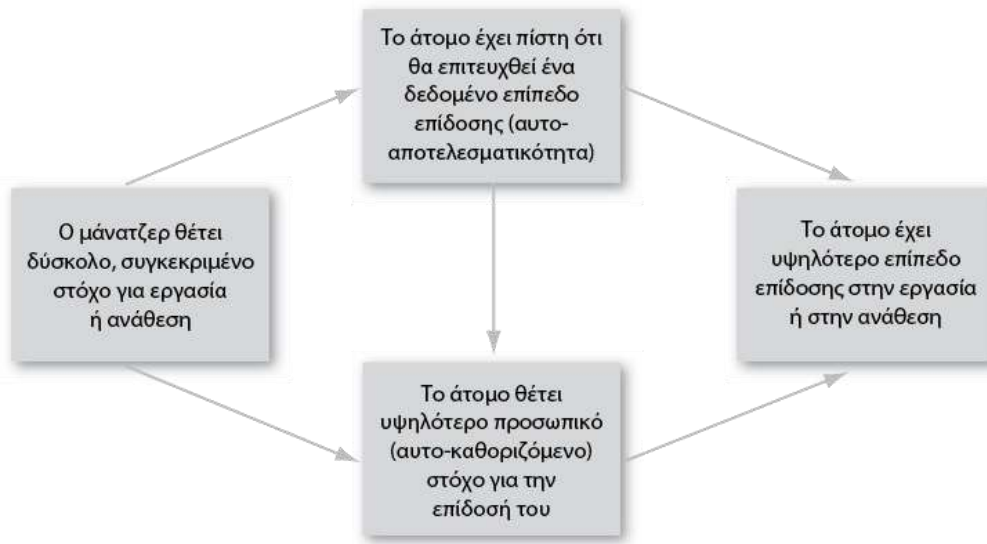 Το άτομο έχει πίστη ότι
θα επιτευχθεί ένα
δεδομένο επίπεδο
επίδοσης (αυτο-
αποτελεσματικότητα)
Ο μάνατζερ θέτει
δύσκολο, συγκεκριμένο
στόχο για εργασία
ή ανάθεση
Το άτομο έχει
υψηλότερο επίπεδο
επίδοσης στην εργασία
ή στην ανάθεση
Το άτομο θέτει
υψηλότερο προσωπικό
(αυτο-καθοριζόμενο)
στόχο για την
επίδοσή του